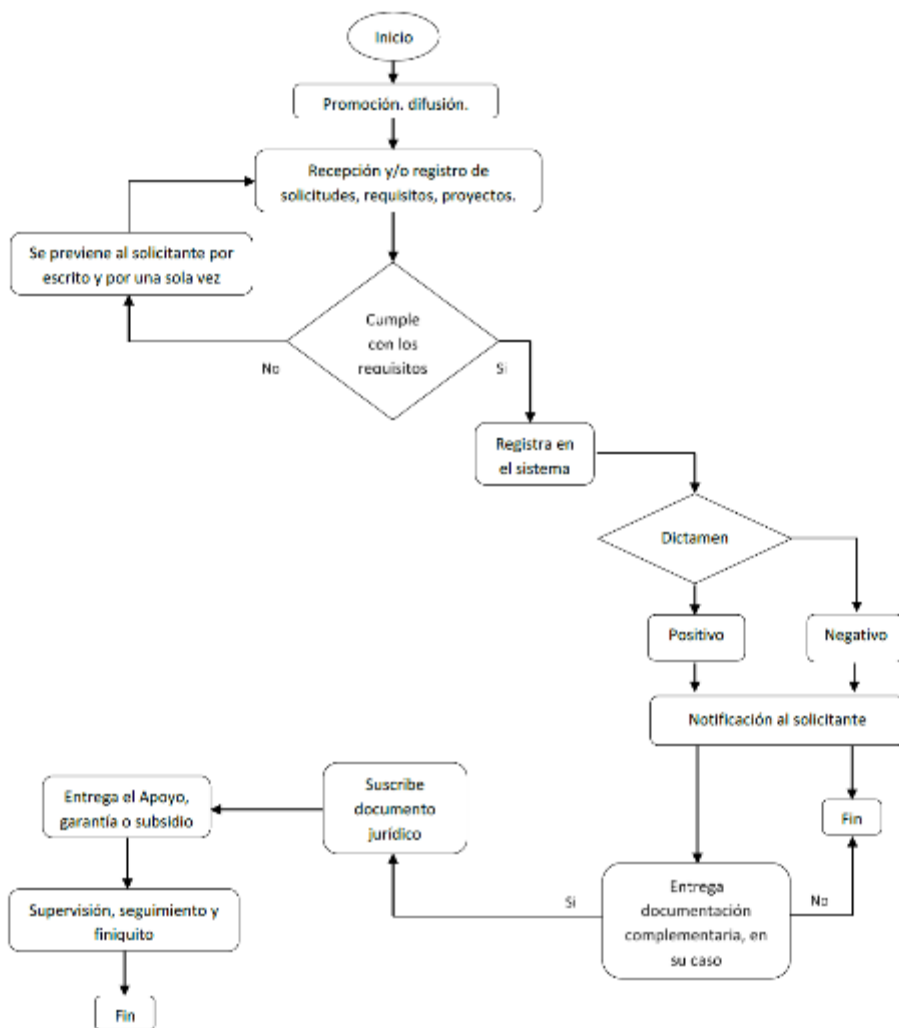 Inicio
Promoción. difusión.
Recepción y/o registro de
solicitudes, requisitos, proyectos.
Se previene al solicitante por
escrito y por una sola vez
Cumple
con los
requisitos
No
Si
Registra en
el sistema
Dictamen
Positivo
Negativo
Notificación al solicitante
Suscribe
documento
jurídico
Entrega el Apoyo,
garantía o subsidio
Fin
Entrega
documentación
complementaria, en
su caso
Si
No
Supervisión, seguimiento y
finiquito
Fin